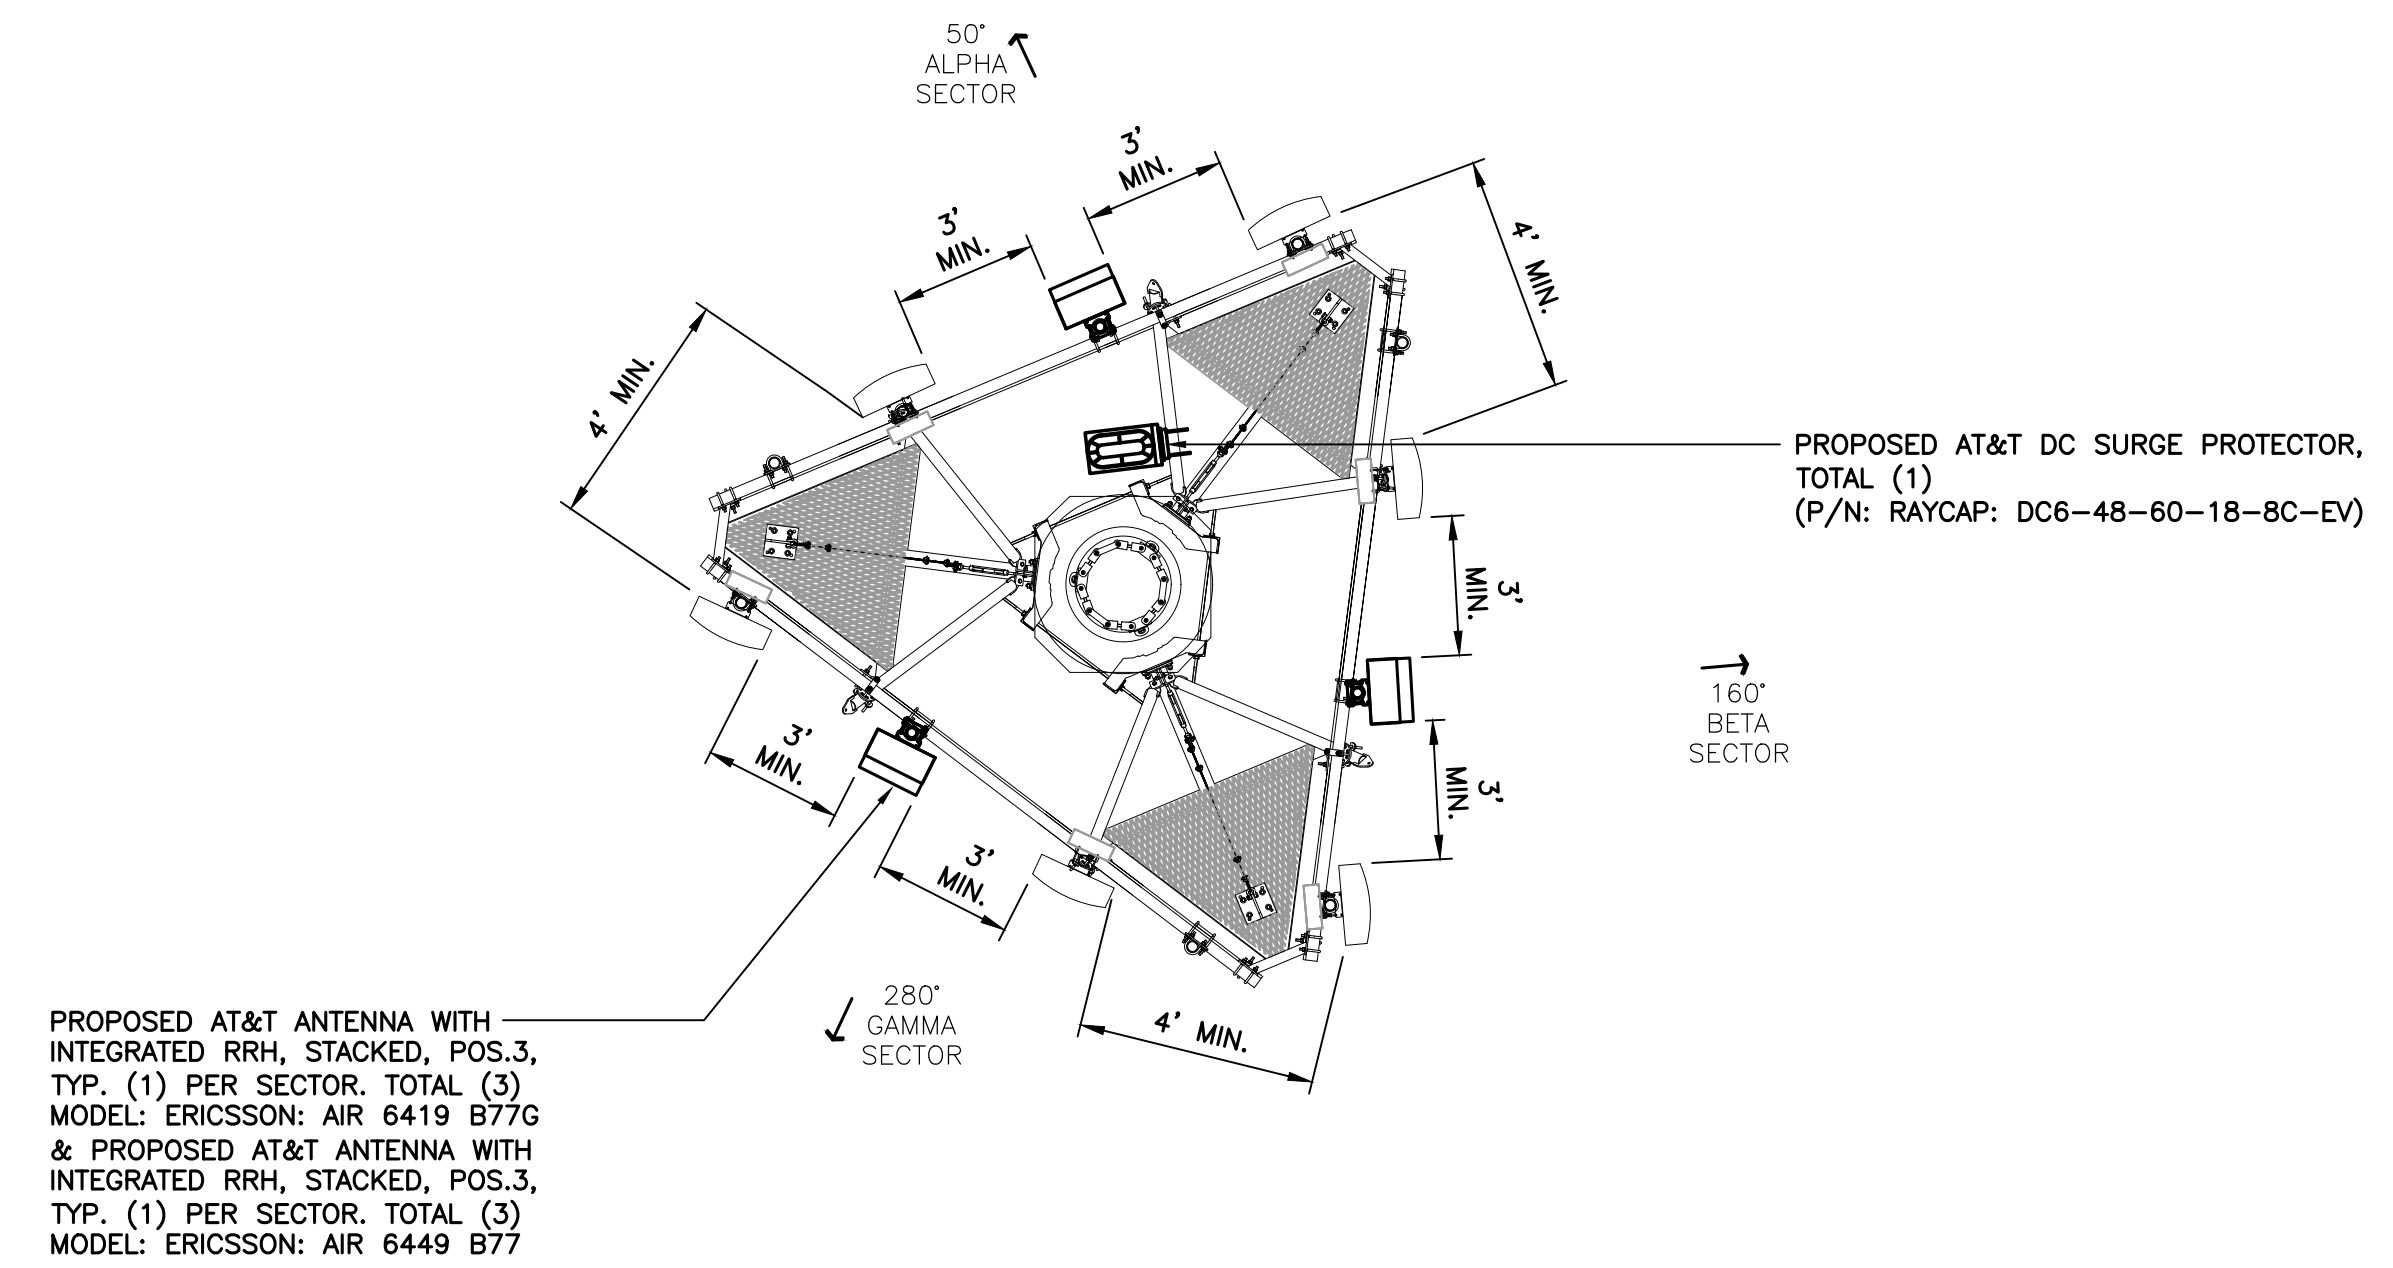 50°
ALPHA
SECTOR
3'
MIN.
3'
MIN.
4' MIN.
4' MIN.
PROPOSED AT&T DC SURGE PROTECTOR,
TOTAL (1)
(P/N: RAYCAP: DC6-48-60-18-8C-EV)
3'
MIN.
160°
BETA
SECTOR
3'
MIN.
3'
MIN.
3'
MIN.
280°
GAMMA
SECTOR
4' MIN.
PROPOSED AT&T ANTENNA WITH
INTEGRATED RRH, STACKED, POS.3,
TYP. (1) PER SECTOR. TOTAL (3)
MODEL: ERICSSON: AIR 6419 B77G
& PROPOSED AT&T ANTENNA WITH
INTEGRATED RRH, STACKED, POS.3,
TYP. (1) PER SECTOR. TOTAL (3)
MODEL: ERICSSON: AIR 6449 B77